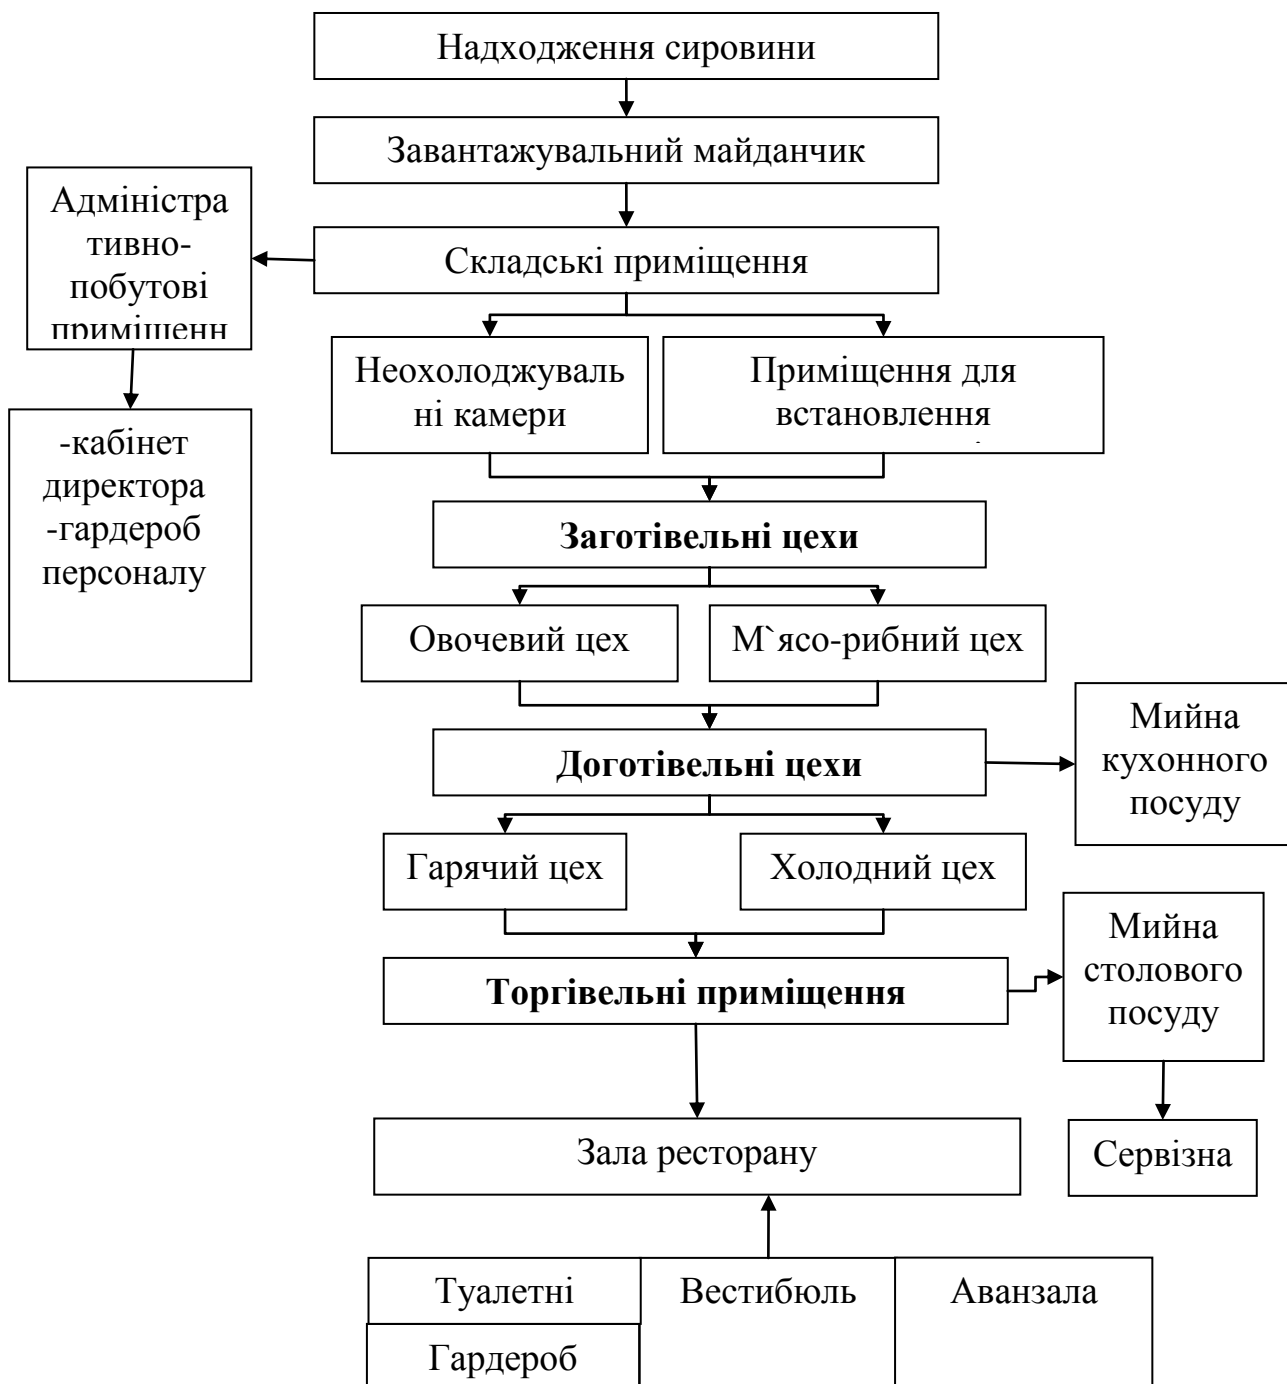 Надходження сировини
Завантажувальний майданчик
Адміністра
тивно-
побутові
приміщенн
Складські приміщення
Неохолоджуваль
ні камери
Приміщення для
встановлення
-кабінет
директора
-гардероб
персоналу
Заготівельні цехи
Овочевий цех
М`ясо-рибний цех
Доготівельні цехи
Мийна
кухонного
посуду
Гарячий цех
Холодний цех
Торгівельні приміщення
Мийна
столового
посуду
Зала ресторану
Сервізна
Туалетні
Вестибюль
Аванзала
Гардероб